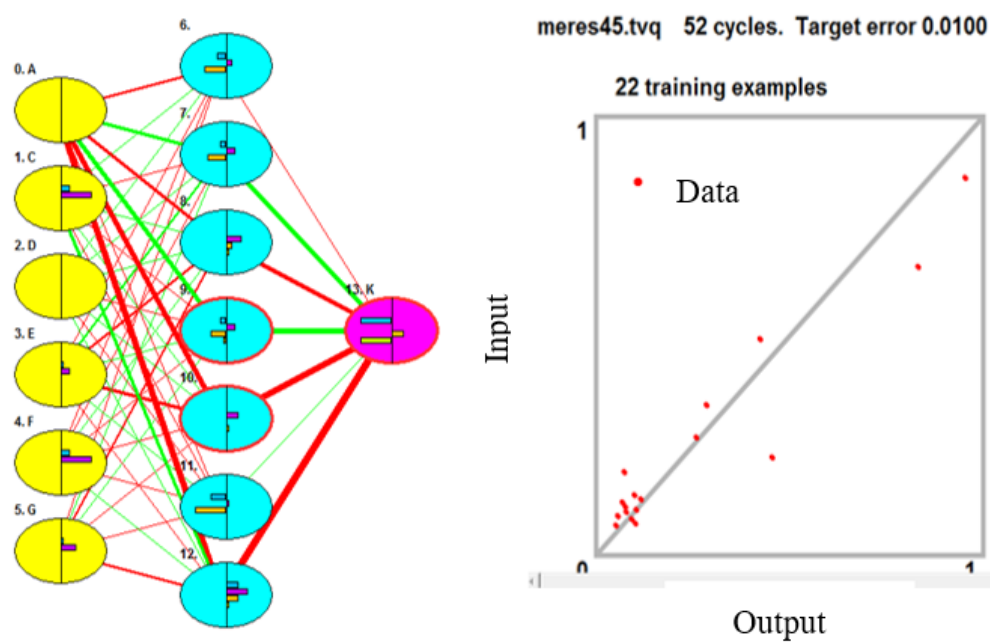 6.
0. A
7.
1. C
8.
2. D
9.
13. K
3. E
10.
4. F
11.
5. G
12.
meres45.tvq 52 cycles. Target error 0.0100
22 training examples
1
Data
Input
0
1
Output